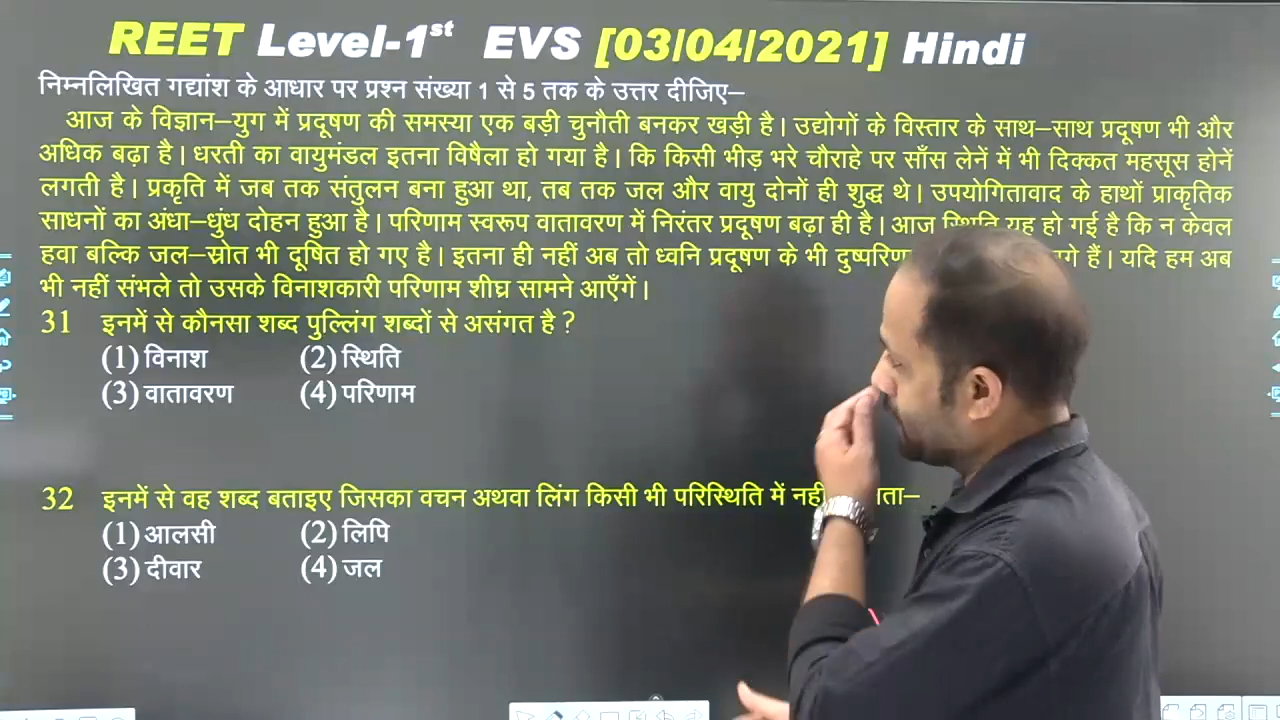 REET Level-1st EVS [03/04/2021] Hindi
निम्नलिखित गद्यांश के आधार पर प्रश्न संख्या 1 से 5 तक के उत्तर दीजिए–
आज के विज्ञान–युग में प्रदूषण की समस्या एक बड़ी चुनौती बनकर खड़ी है। उद्योगों के विस्तार के साथ–साथ प्रदूषण भी और
अधिक बढ़ा है। धरती का वायुमंडल इतना विषैला हो गया है। कि किसी भीड़ भरे चौराहे पर साँस लेनें में भी दिक्कत महसूस होनें
लगती है। प्रकृति में जब तक संतुलन बना हुआ था, तब तक जल और वायु दोनों ही शुद्ध थे। उपयोगितावाद के हाथों प्राकृतिक
साधनों का अंधा–धुंध दोहन हुआ है। परिणाम स्वरूप वातावरण में निरंतर प्रदूषण बढ़ा ही है। आज स्थिति यह हो गई है कि न केवल
हवा बल्कि जल–स्रोत भी दूषित हो गए है। इतना ही नहीं अब तो ध्वनि प्रदूषण के भी हैं। यदि हम अब
भी नहीं संभले तो उसके विनाशकारी परिणाम शीघ्र सामने आएँगें।
31 इनमें से कौनसा शब्द पुल्लिंग शब्दों से असंगत है ?
(1) विनाश (2) स्थिति
(3) वातावरण (4) परिणाम
32 इनमें से वह शब्द बताइए जिसका वचन अथवा लिंग किसी भी परिस्थिति में
(1) आलसी (2) लिपि
(3) दीवार (4) जल